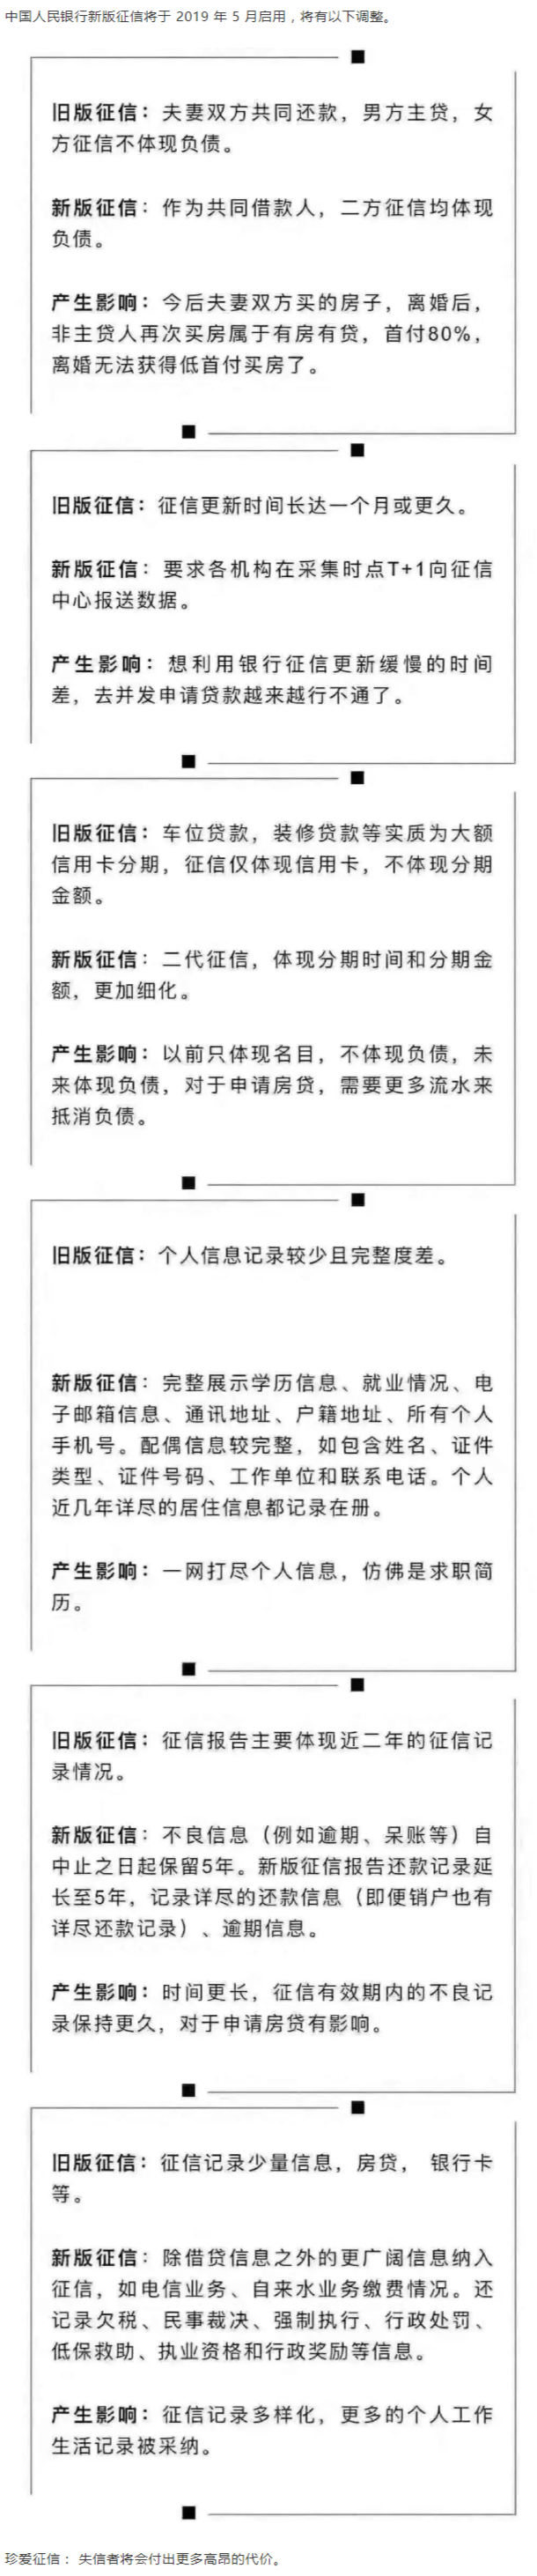 中国人民银行新版征信将于 2019 年 5 月启用，将有以下调整。
旧版征信：夫妻双方共同还款，男方主贷，女
方征信不体现负债。
新版征信：作为共同借款人，二方征信均体现
负债。
产生影响：今后夫妻双方买的房子，离婚后，
非主贷人再次买房属于有房有贷，首付80%，
离婚无法获得低首付买房了。
旧版征信：征信更新时间长达一个月或更久。
新版征信：要求各机构在采集时点T+1向征信
中心报送数据。
产生影响：想利用银行征信更新缓慢的时间
差，去并发申请贷款越来越行不通了。
旧版征信：车位贷款，装修贷款等实质为大额
信用卡分期，征信仅体现信用卡，不体现分期
金额。
新版征信：二代征信，体现分期时间和分期金
额，更加细化。
产生影响：以前只体现名目，不体现负债，未
来体现负债，对于申请房贷，需要更多流水来
抵消负债。
旧版征信：个人信息记录较少且完整度差。
新版征信：完整展示学历信息、就业情况、电
子邮箱信息、通讯地址、户籍地址、所有个人
手机号。配偶信息较完整，如包含姓名、证件
类型、证件号码、工作单位和联系电话。个人
近几年详尽的居住信息都记录在册。
产生影响：一网打尽个人信息，仿佛是求职简
历。
旧版征信：征信报告主要体现近二年的征信记
录情况。
新版征信：不良信息（例如逾期、呆账等）自
中止之日起保留5年。新版征信报告还款记录延
长至5年，记录详尽的还款信息（即便销户也有
详尽还款记录）、逾期信息。
产生影响：时间更长，征信有效期内的不良记
录保持更久，对于申请房贷有影响。
旧版征信：征信记录少量信息，房贷， 银行卡
等。
新版征信：除借贷信息之外的更广阔信息纳入
征信，如电信业务、自来水业务缴费情况。还
记录欠税、民事裁决、强制执行、行政处罚、
低保救助、执业资格和行政奖励等信息。
产生影响：征信记录多样化，更多的个人工作
生活记录被采纳。
珍爱征信： 失信者将会付出更多高昂的代价。